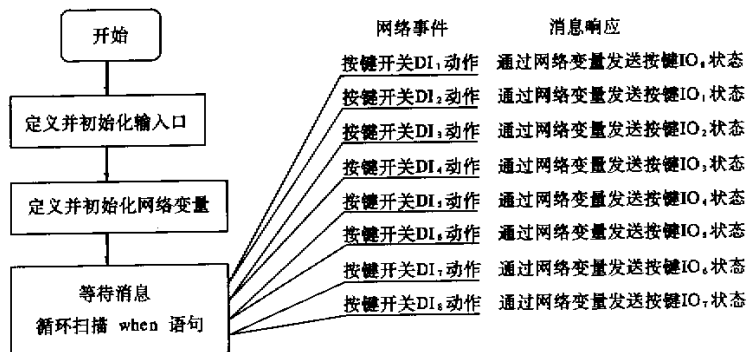 开始
定义并初始化输入口
定义并初始化网络变量
等待消息
循环扫描 when 语句
网络事件 消息响应
按键开关DI₁动作 通过网络变量发送按键IO₀状态
按键开关DI₂动作 通过网络变量发送按键IO₁状态
按键开关DI₃动作 通过网络变量发送按键IO₂状态
按键开关DI₄动作 通过网络变量发送按键IO₃状态
按键开关DI₅动作 通过网络变量发送按键IO₄状态
按键开关DI₆动作 通过网络变量发送按键IO₅状态
按键开关DI₇动作 通过网络变量发送按键IO₆状态
按键开关DI₈动作 通过网络变量发送按键IO₇状态